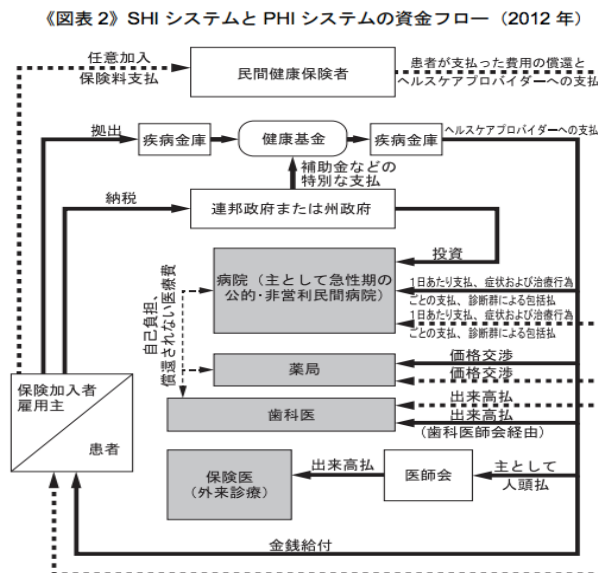 《図表 2》SHI システムと PHI システムの資金フロー（2012 年）
任意加入
保険料支払
民間健康保険者
患者が支払った費用の償還と
ヘルスケアプロバイダーへの支払
拠出
疾病金庫
健康基金
疾病金庫
ヘルスケアプロバイダーへの支払
補助金などの
特別な支払
納税
連邦政府または州政府
投資
病院（主として急性期の
公的・非営利民間病院）
1日あたり支払、症状および治療行為
ごとの支払、診断群による包括払
1日あたり支払、症状および治療行為
ごとの支払、診断群による包括払
自己負担、
償還されない医療費
薬局
価格交渉
価格交渉
保険加入者
雇用主
患者
歯科医
出来高払
出来高払
（歯科医師会経由）
保険医
（外来診療）
出来高払
医師会
主として
人頭払
金銭給付